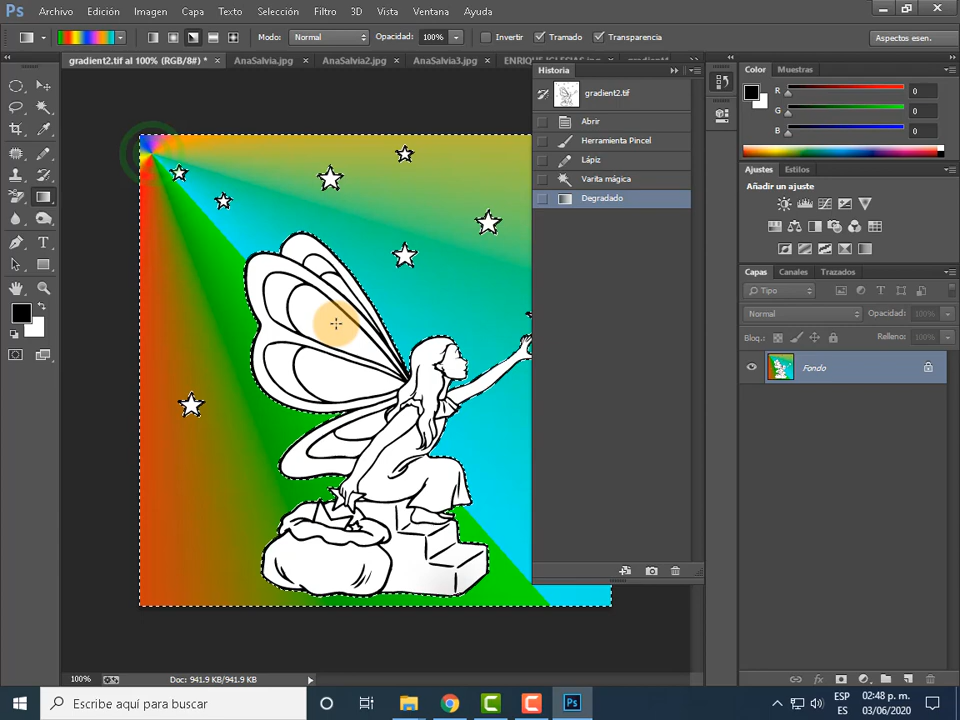 Ps Archivo Edición Imagen Capa Texto Selección Filtro 3D Vista Ventana Ayuda
Modo: Normal Opacidad: 100% Invertir Tramado Transparencia Aspectos esen.
gradient2.tif al 100% (RGB/8#) * × AnaSalvia.jpg × AnaSalvia2.jpg × AnaSalvia3.jpg ×
Historia
gradient2.tif
Abrir
Herramienta Pincel
Lápiz
Varita mágica
Degradado
Color Muestras
R 0
G 0
B 0
Ajustes Estilos
Añadir un ajuste
Capas Canales Trazados
Tipo
Normal Opacidad: 100%
Bloq.: Relleno: 100%
Fondo
100% Doc: 941.9 KB/941.9 KB
Escribe aquí para buscar
Ps
ESP
ES
02:48 p. m.
03/06/2020